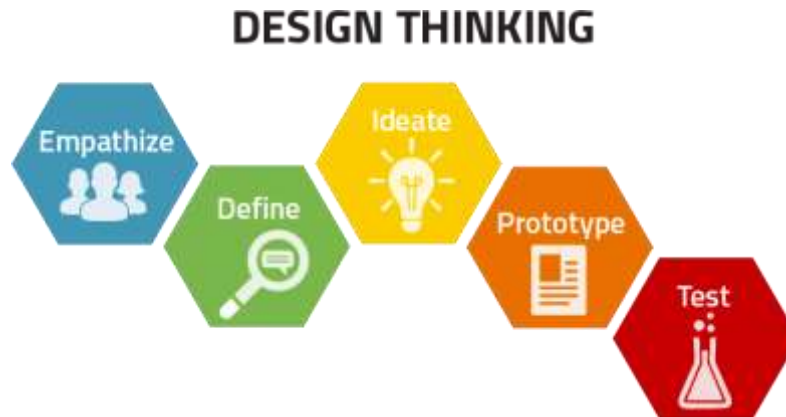 DESIGN THINKING
Empathize
Define
Ideate
Prototype
Test